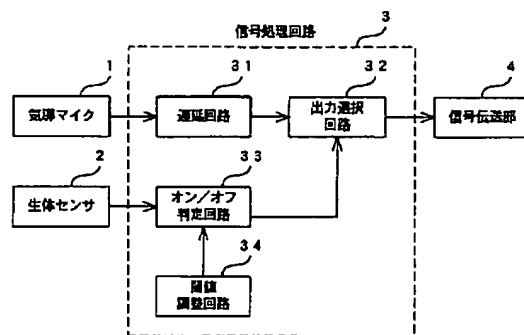 信号処理回路
3
1
31
32
4
気導マイク
遅延回路
出力選択
回路
信号伝送部
2
33
生体センサ
オン／オフ
判定回路
34
閾値
調整回路